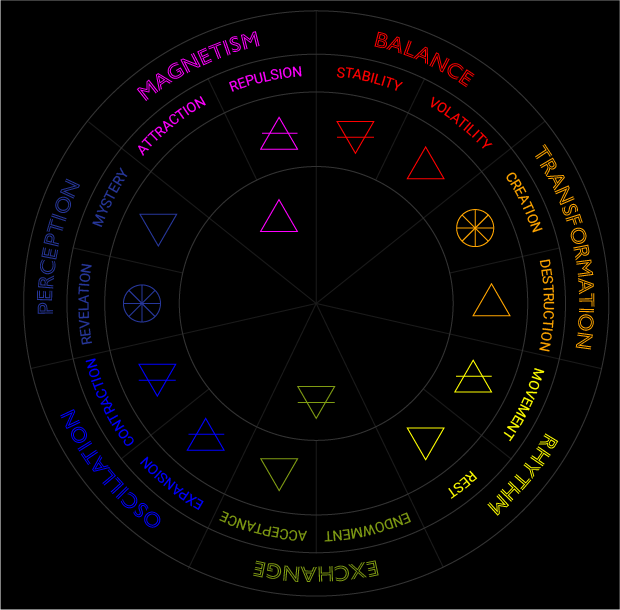 MAGNETISM
ATTRACTION
REPULSION
BALANCE
STABILITY
VOLATILITY
TRANSFORMATION
CREATION
DESTRUCTION
RHYTHM
MOVEMENT
REST
EXCHANGE
ENDOWMENT
ACCEPTANCE
OSCILLATION
EXPANSION
CONTRACTION
PERCEPTION
REVELATION
MYSTERY